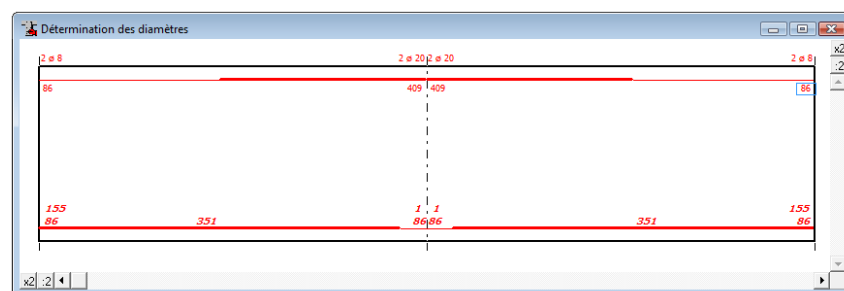 Détermination des diamètres
x2
:2
2 ø 8 2 ø 20 2 ø 20 2 ø 8
86 409 409 86
155 1 1 155
86 351 86 86 351 86
x2 :2